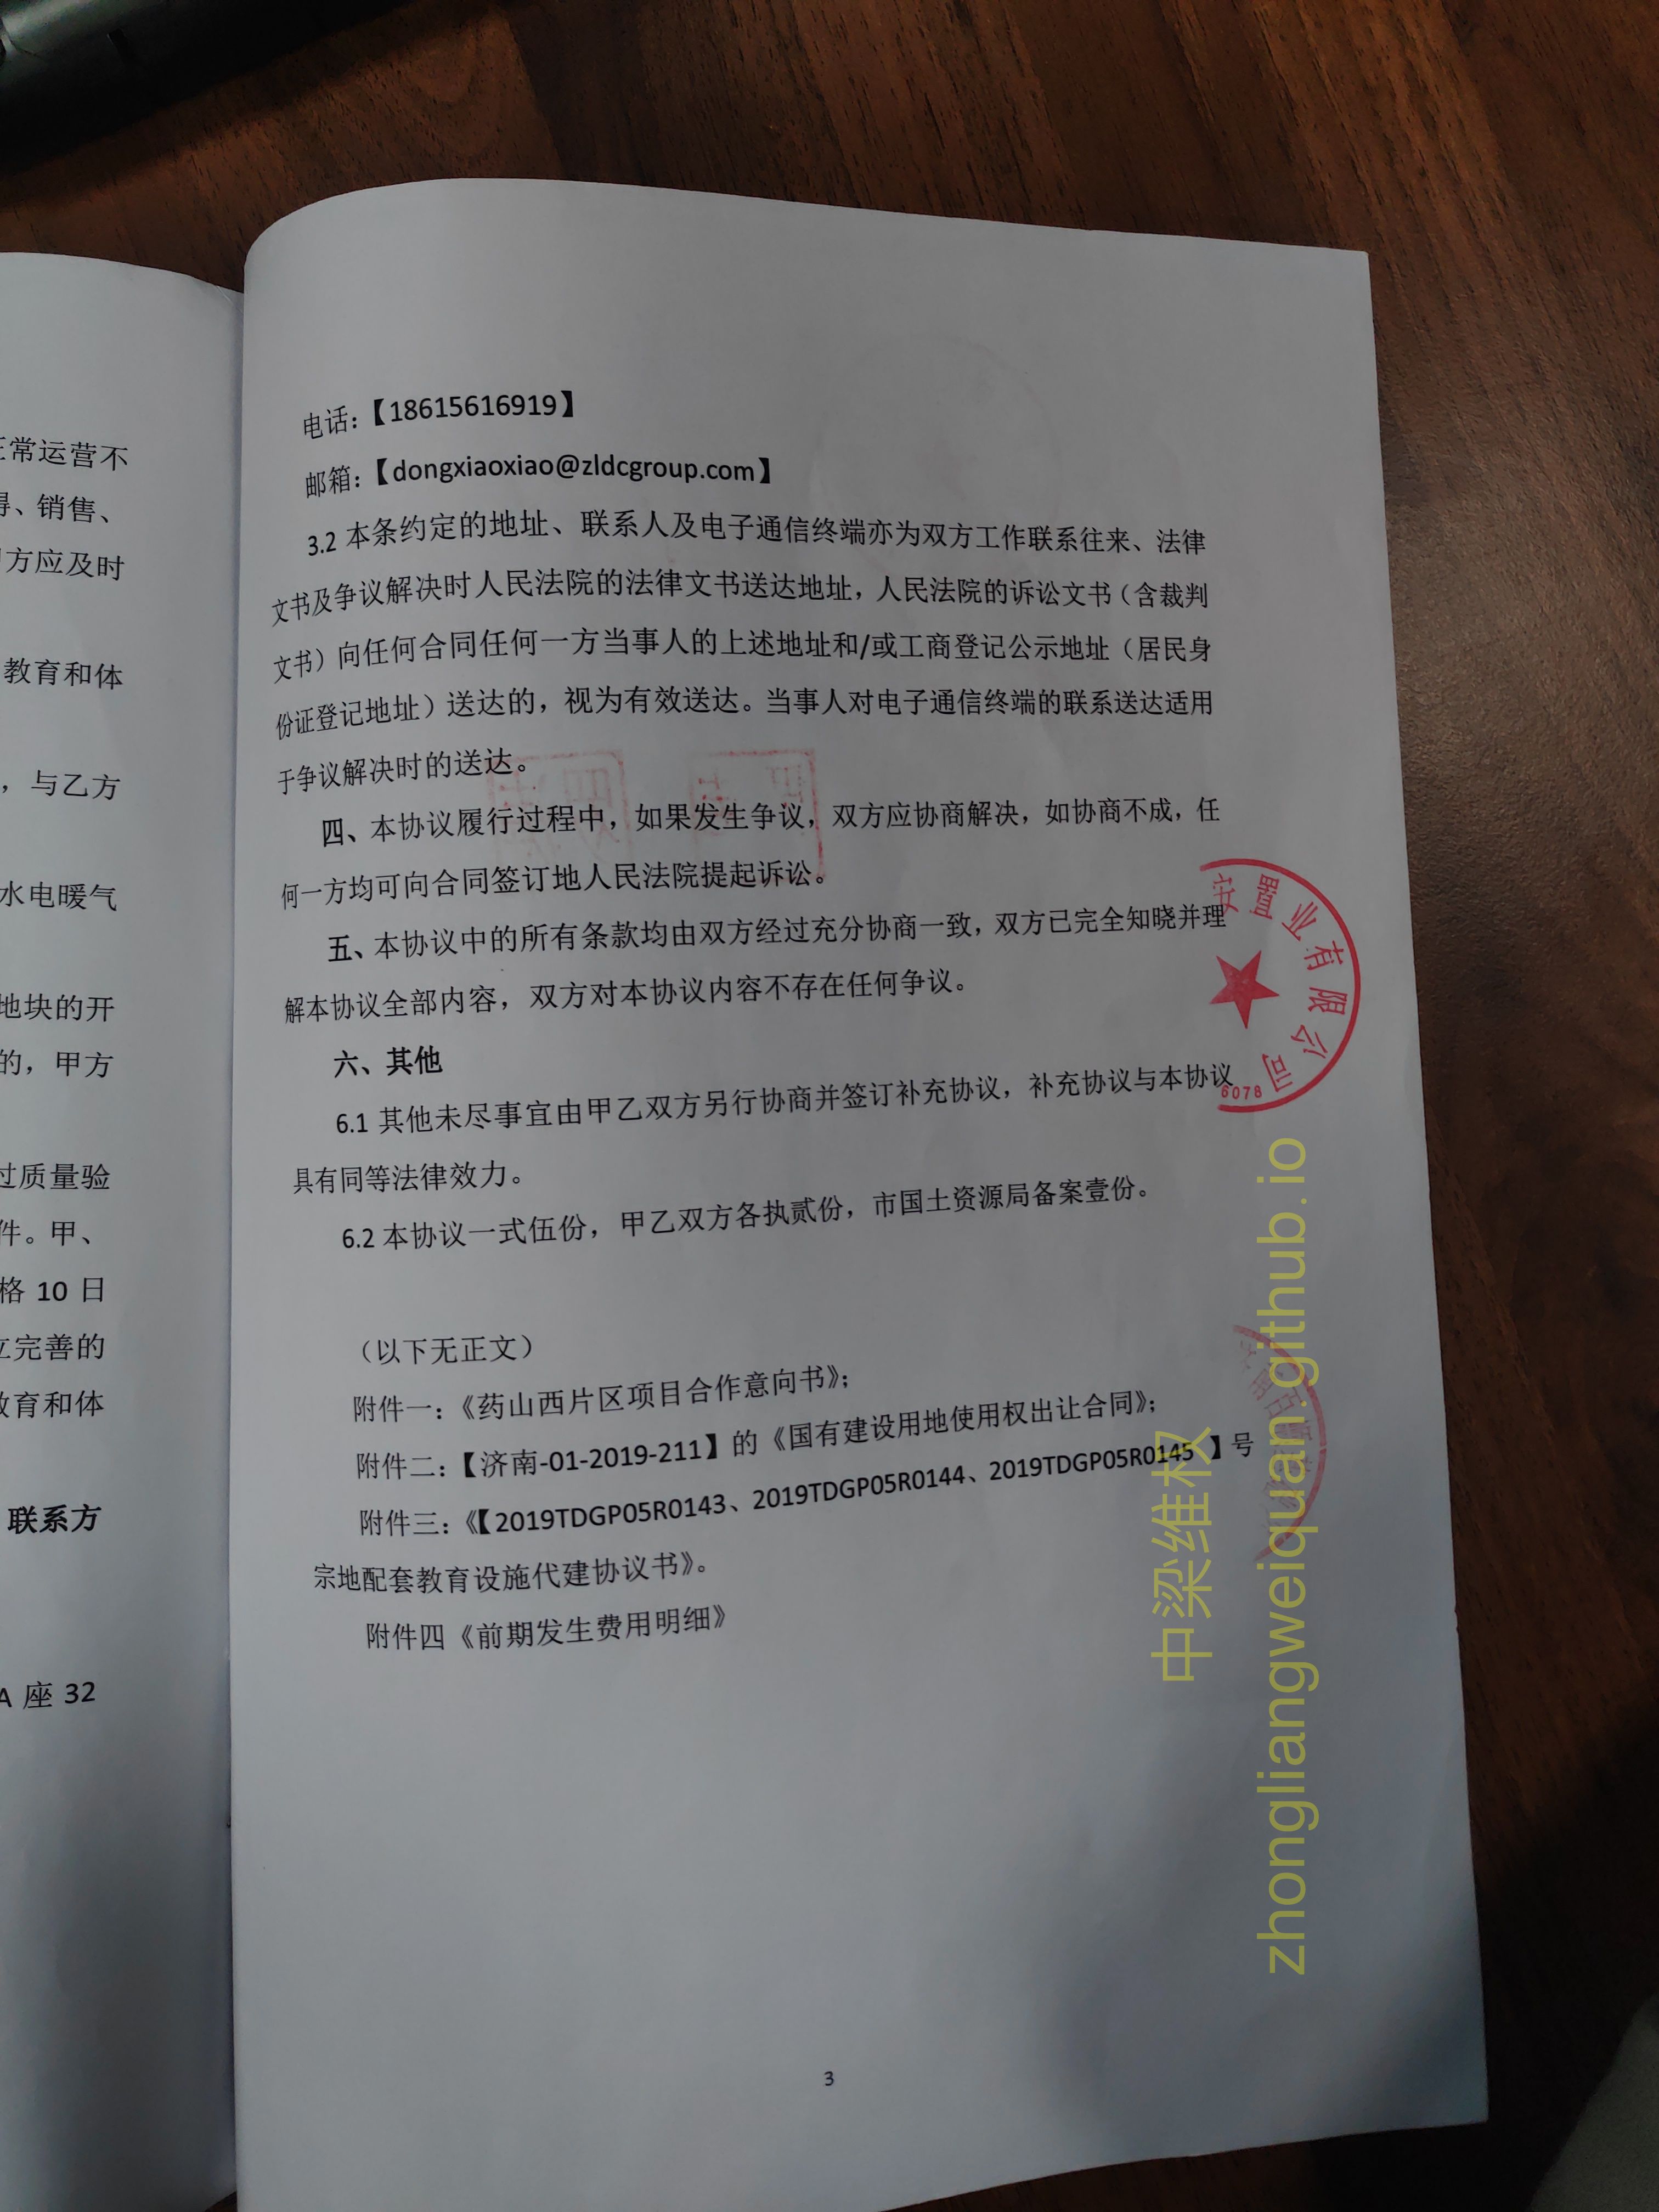 正常运营不
得、销售、
方应及时
教育和体
，与乙方
水电暖气
地块的开
的，甲方
过质量验
件。甲、
格 10 日
立完善的
教育和体
联系方
A 座 32
电话：【18615616919】
邮箱：【dongxiaoxiao@zldcgroup.com】
3.2 本条约定的地址、联系人及电子通信终端亦为双方工作联系往来、法律
文书及争议解决时人民法院的法律文书送达地址，人民法院的诉讼文书（含裁判
文书）向任何合同任何一方当事人的上述地址和/或工商登记公示地址（居民身
份证登记地址）送达的，视为有效送达。当事人对电子通信终端的联系送达适用
于争议解决时的送达。
四、本协议履行过程中，如果发生争议，双方应协商解决，如协商不成，任
何一方均可向合同签订地人民法院提起诉讼。
五、本协议中的所有条款均由双方经过充分协商一致，双方已完全知晓并理
解本协议全部内容，双方对本协议内容不存在任何争议。
六、其他
6.1 其他未尽事宜由甲乙双方另行协商并签订补充协议，补充协议与本协议
具有同等法律效力。
6.2 本协议一式伍份，甲乙双方各执贰份，市国土资源局备案壹份。
（以下无正文）
附件一：《药山西片区项目合作意向书》；
附件二：【济南-01-2019-211】的《国有建设用地使用权出让合同》；
附件三：《【2019TDGP05R0143、2019TDGP05R0144、2019TDGP05R0145 】号
宗地配套教育设施代建协议书》。
附件四《前期发生费用明细》
3
安置业有限公司
6078
中梁维权
zhongliangweiquan.github.io